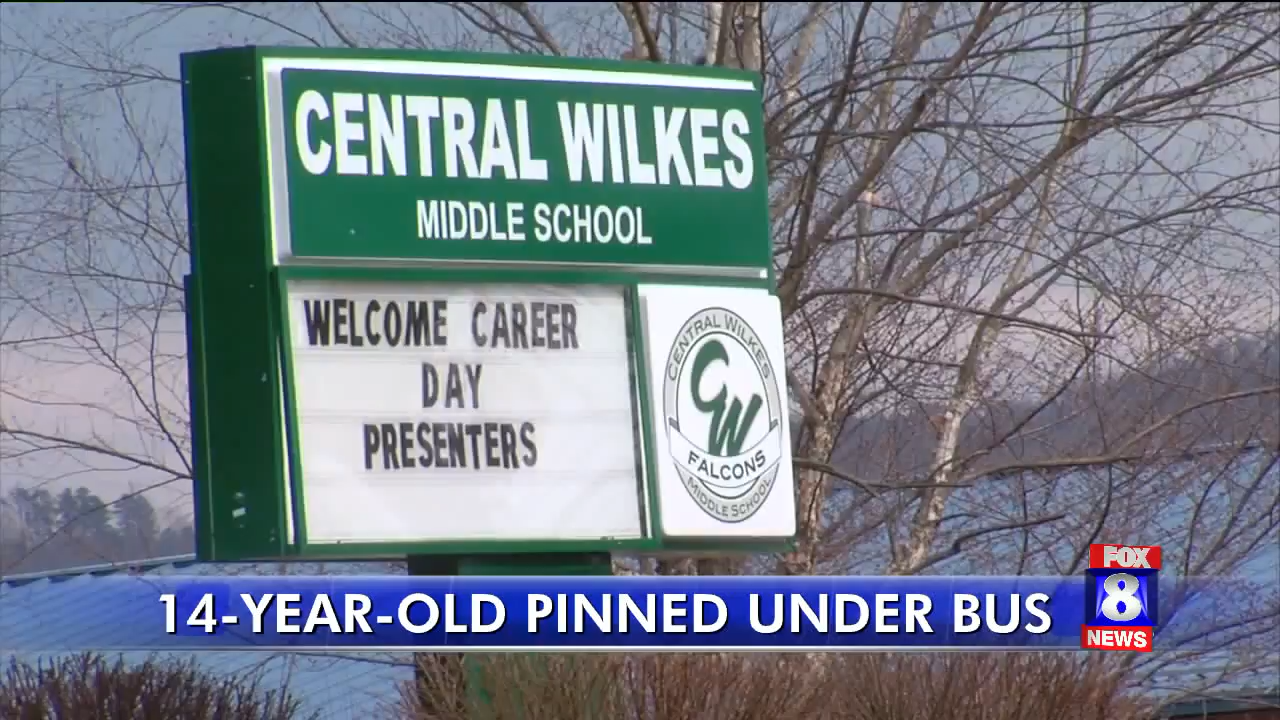 CENTRAL WILKES
MIDDLE SCHOOL
WELCOME CAREER
DAY
PRESENTERS
CENTRAL WILKES
CW
FALCONS
MIDDLE SCHOOL
14-YEAR-OLD PINNED UNDER BUS
FOX
8
NEWS